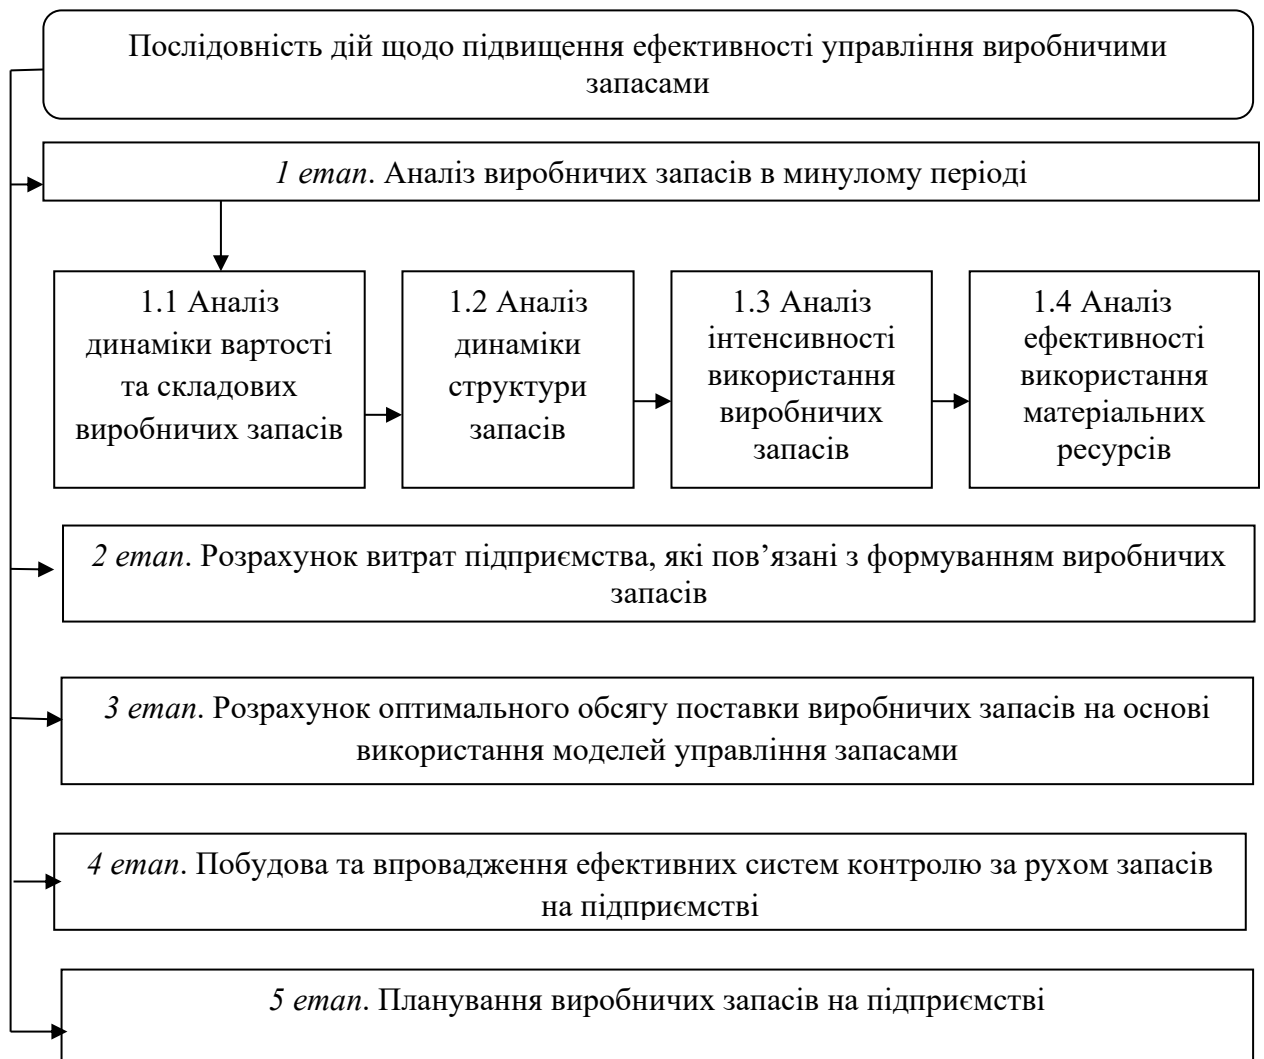 Послідовність дій щодо підвищення ефективності управління виробничими
запасами
1 етап. Аналіз виробничих запасів в минулому періоді
1.1 Аналіз
динаміки вартості
та складових
виробничих запасів
1.2 Аналіз
динаміки
структури
запасів
1.3 Аналіз
інтенсивності
використання
виробничих
запасів
1.4 Аналіз
ефективності
використання
матеріальних
ресурсів
2 етап. Розрахунок витрат підприємства, які пов’язані з формуванням виробничих
запасів
3 етап. Розрахунок оптимального обсягу поставки виробничих запасів на основі
використання моделей управління запасами
4 етап. Побудова та впровадження ефективних систем контролю за рухом запасів
на підприємстві
5 етап. Планування виробничих запасів на підприємстві